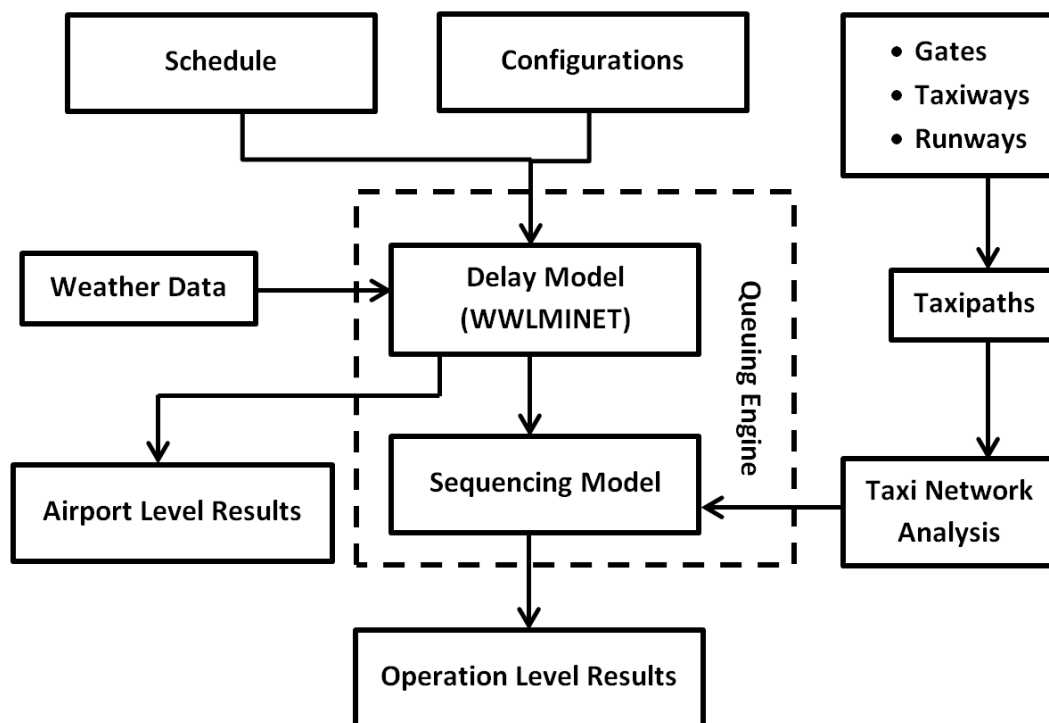 Schedule
Configurations
• Gates
• Taxiways
• Runways
Weather Data
Delay Model
(WWLMINET)
Queuing Engine
Taxipaths
Airport Level Results
Sequencing Model
Taxi Network
Analysis
Operation Level Results